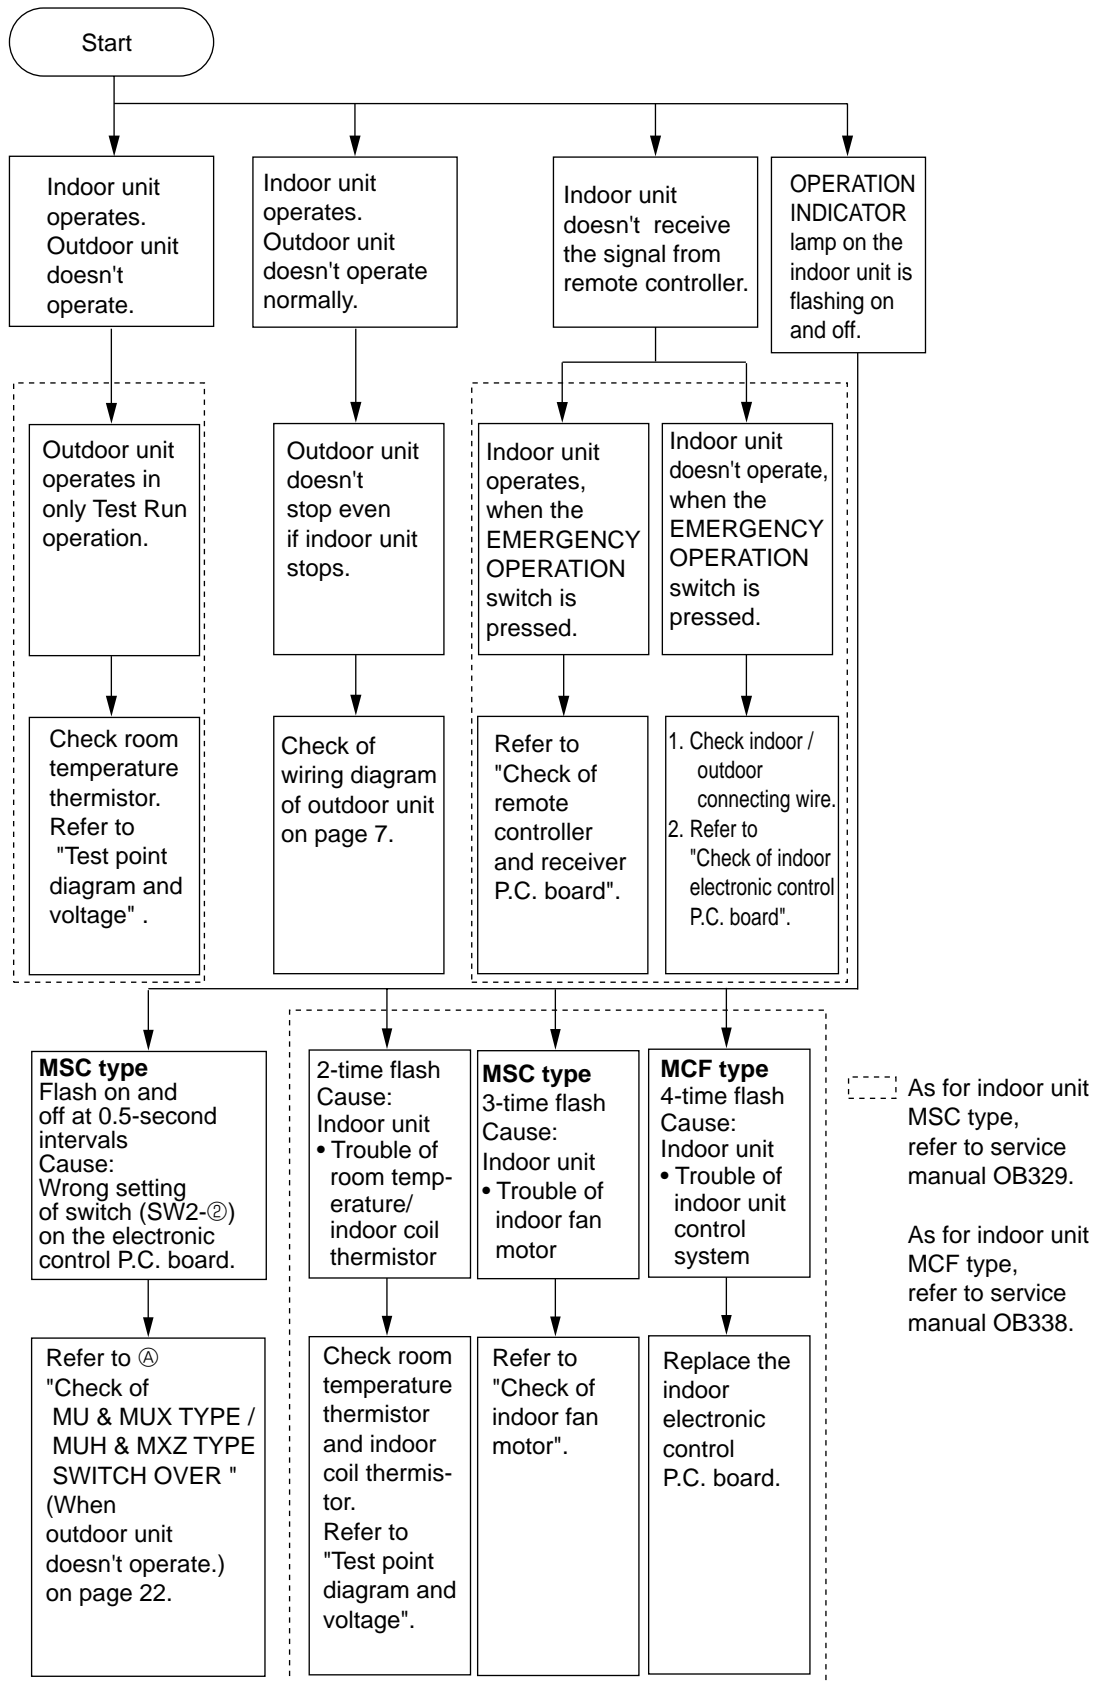 Start
Indoor unit
operates.
Outdoor unit
doesn't
operate.
Indoor unit
operates.
Outdoor unit
doesn't operate
normally.
Indoor unit
doesn't receive
the signal from
remote controller.
OPERATION
INDICATOR
lamp on the
indoor unit is
flashing on
and off.
Outdoor unit
operates in
only Test Run
operation.
Outdoor unit
doesn't
stop even
if indoor unit
stops.
Indoor unit
operates,
when the
EMERGENCY
OPERATION
switch is
pressed.
Indoor unit
doesn't operate,
when the
EMERGENCY
OPERATION
switch is
pressed.
Check room
temperature
thermistor.
Refer to
"Test point
diagram and
voltage" .
Check of
wiring diagram
of outdoor unit
on page 7.
Refer to
"Check of
remote
controller
and receiver
P.C. board".
1. Check indoor /
outdoor
connecting wire.
2. Refer to
"Check of indoor
electronic control
P.C. board".
MSC type
Flash on and
off at 0.5-second
intervals
Cause:
Wrong setting
of switch (SW2-②)
on the electronic
control P.C. board.
2-time flash
Cause:
Indoor unit
• Trouble of
room temp-
erature/
indoor coil
thermistor
MSC type
3-time flash
Cause:
Indoor unit
• Trouble of
indoor fan
motor
MCF type
4-time flash
Cause:
Indoor unit
• Trouble of
indoor unit
control
system
As for indoor unit
MSC type,
refer to service
manual OB329.
As for indoor unit
MCF type,
refer to service
manual OB338.
Refer to Ⓐ
"Check of
MU & MUX TYPE /
MUH & MXZ TYPE
SWITCH OVER "
(When
outdoor unit
doesn't operate.)
on page 22.
Check room
temperature
thermistor
and indoor
coil thermis-
tor.
Refer to
"Test point
diagram and
voltage".
Refer to
"Check of
indoor fan
motor".
Replace the
indoor
electronic
control
P.C. board.